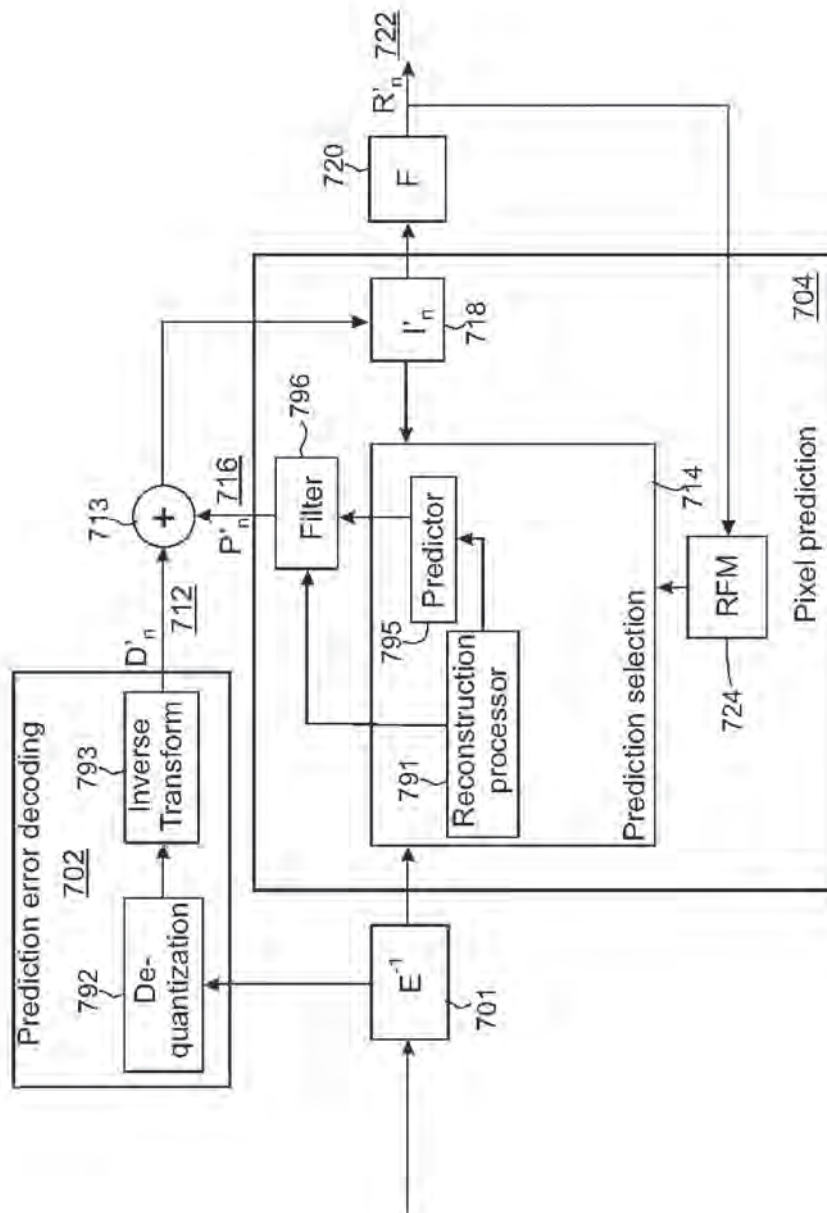 Prediction error decoding
702
792
De-
quantization
793
Inverse
Transform
D'n
712
713
+
P'n
716
E⁻¹
701
791
Reconstruction
processor
795
Predictor
Filter
796
Prediction selection
714
I'n
718
720
F
R'n
722
RFM
724
Pixel prediction
704